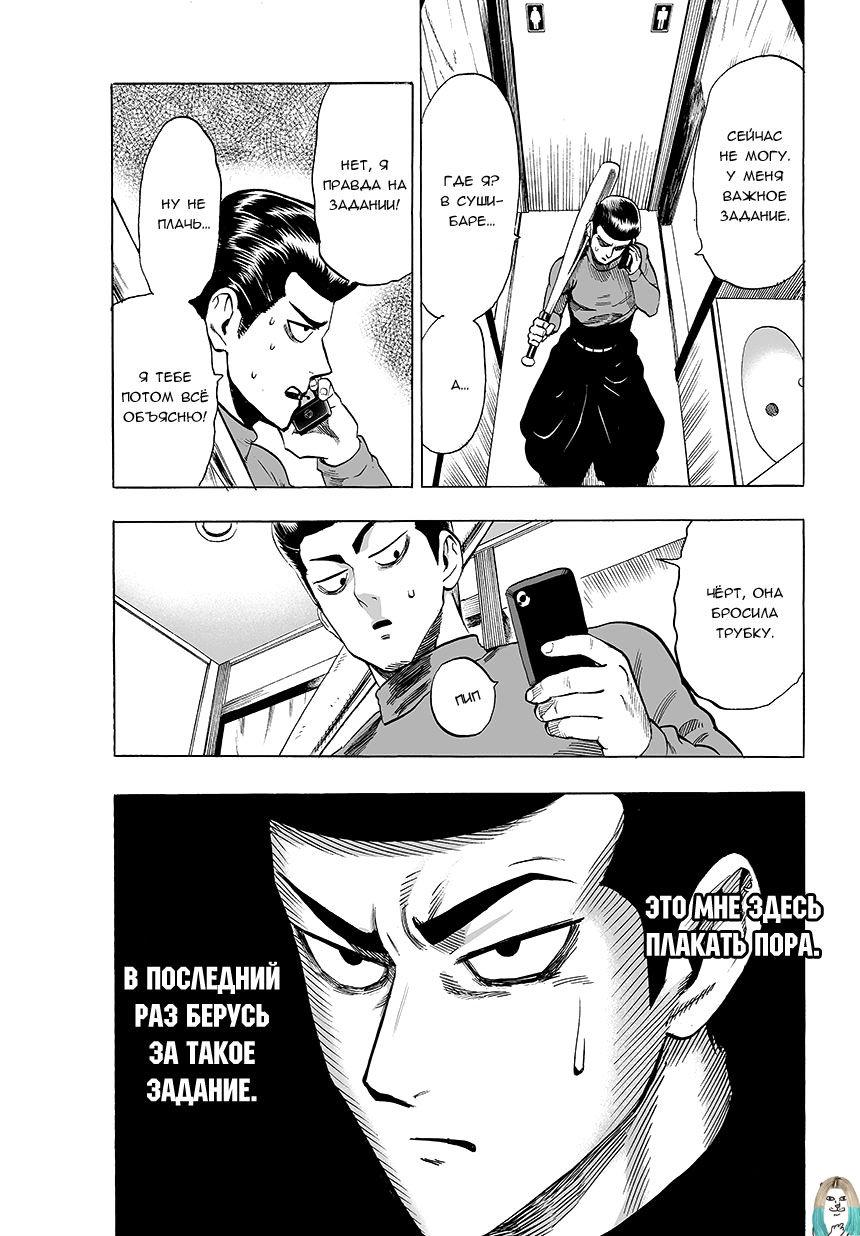 СЕЙЧАС
НЕ МОГУ.
У МЕНЯ
ВАЖНОЕ
ЗАДАНИЕ.
ГДЕ Я?
В СУШИ-
БАРЕ...
А...
НЕТ, Я
ПРАВДА НА
ЗАДАНИИ!
НУ НЕ
ПЛАЧЬ...
Я ТЕБЕ
ПОТОМ ВСЁ
ОБЪЯСНЮ!
ЧЁРТ, ОНА
БРОСИЛА
ТРУБКУ.
ПИП
ЭТО МНЕ ЗДЕСЬ
ПЛАКАТЬ ПОРА.
В ПОСЛЕДНИЙ
РАЗ БЕРУСЬ
ЗА ТАКОЕ
ЗАДАНИЕ.